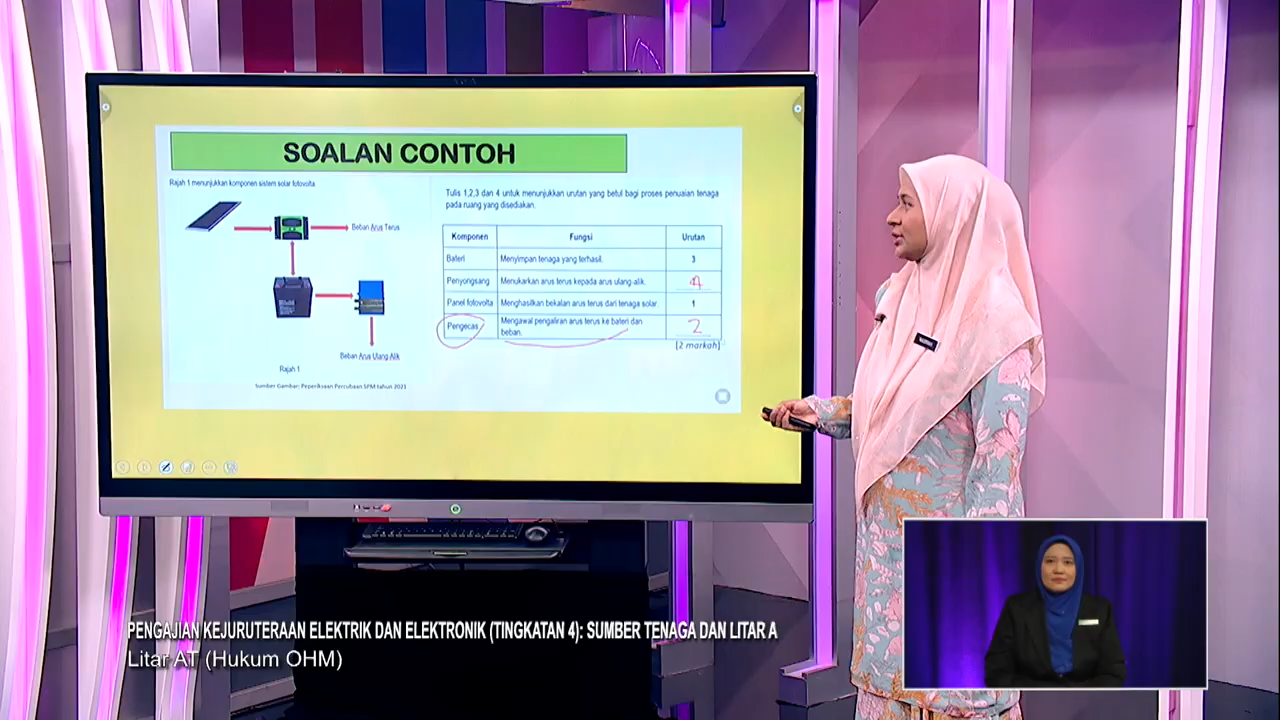 SOALAN CONTOH
Rajah 1 menunjukkan komponen sistem solar fotovolta
Beban Arus Terus
Beban Arus Ulang Alik
Rajah 1
Sumber Gambar: Peperiksaan Percubaan SPM tahun 2021
Tulis 1,2,3 dan 4 untuk menunjukkan urutan yang betul bagi proses penuaian tenaga
pada ruang yang disediakan.
Komponen Fungsi Urutan
Bateri Menyimpan tenaga yang terhasil. 3
Penyongsang Menukarkan arus terus kepada arus ulang-alik. 4
Panel fotovolta Menghasilkan bekalan arus terus dari tenaga solar. 1
Pengecas Mengawal pengaliran arus terus ke bateri dan
beban. 2
[2 markah]
PENGAJIAN KEJURUTERAAN ELEKTRIK DAN ELEKTRONIK (TINGKATAN 4): SUMBER TENAGA DAN LITAR A
Litar AT (Hukum OHM)